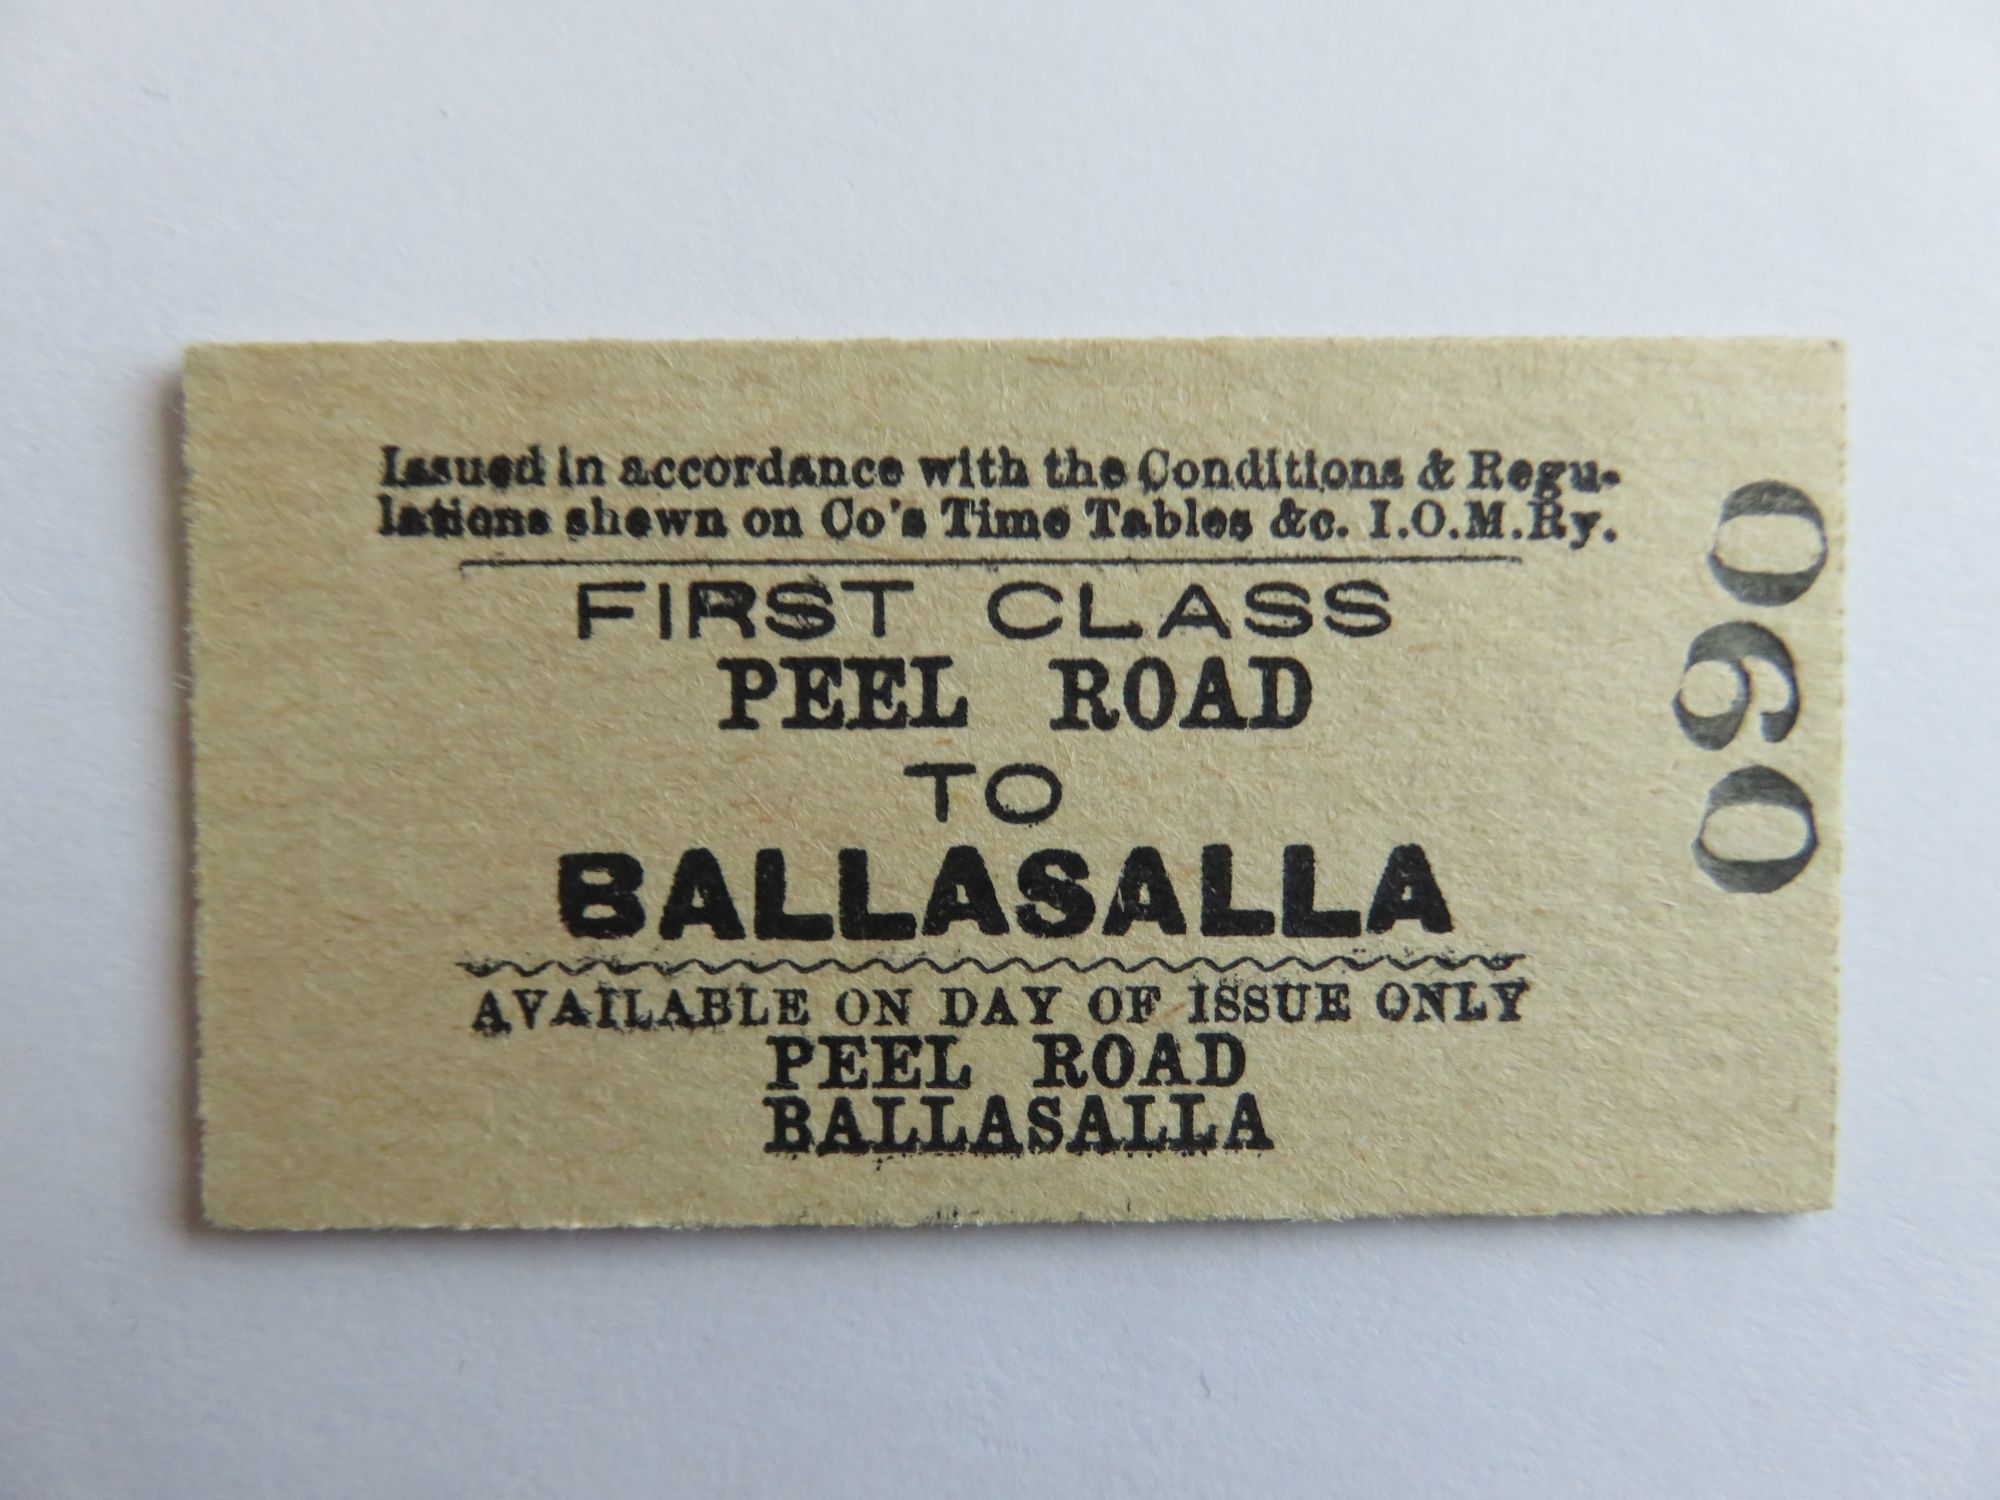 Issued in accordance with the Conditions & Regu-
lations shewn on Co's Time Tables &c. I.O.M.Ry.
FIRST CLASS
PEEL ROAD
TO
BALLASALLA
AVAILABLE ON DAY OF ISSUE ONLY
PEEL ROAD
BALLASALLA
090